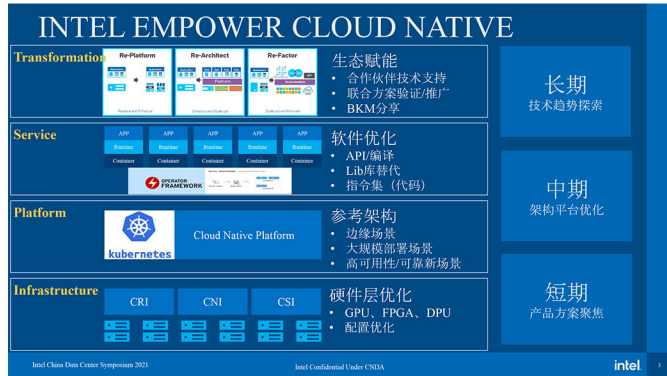 INTEL EMPOWER CLOUD NATIVE
Transformation
Re-Platform
Re-Architect
Re-Factor
Platform
生态赋能
• 合作伙伴技术支持
• 联合方案验证/推广
• BKM分享
Service
APP
APP
APP
APP
APP
Runtime
Runtime
Runtime
Runtime
Runtime
Container
Container
Container
Container
Container
OPERATOR
FRAMEWORK
软件优化
• API/编译
• Lib库替代
• 指令集（代码）
Platform
kubernetes
Cloud Native Platform
参考架构
• 边缘场景
• 大规模部署场景
• 高可用性/可靠新场景
Infrastructure
CRI
CNI
CSI
硬件层优化
• GPU、FPGA、DPU
• 配置优化
长期
技术趋势探索
中期
架构平台优化
短期
产品方案聚焦
Intel China Data Center Symposium 2021
Intel Confidential Under CNDA
intel
3